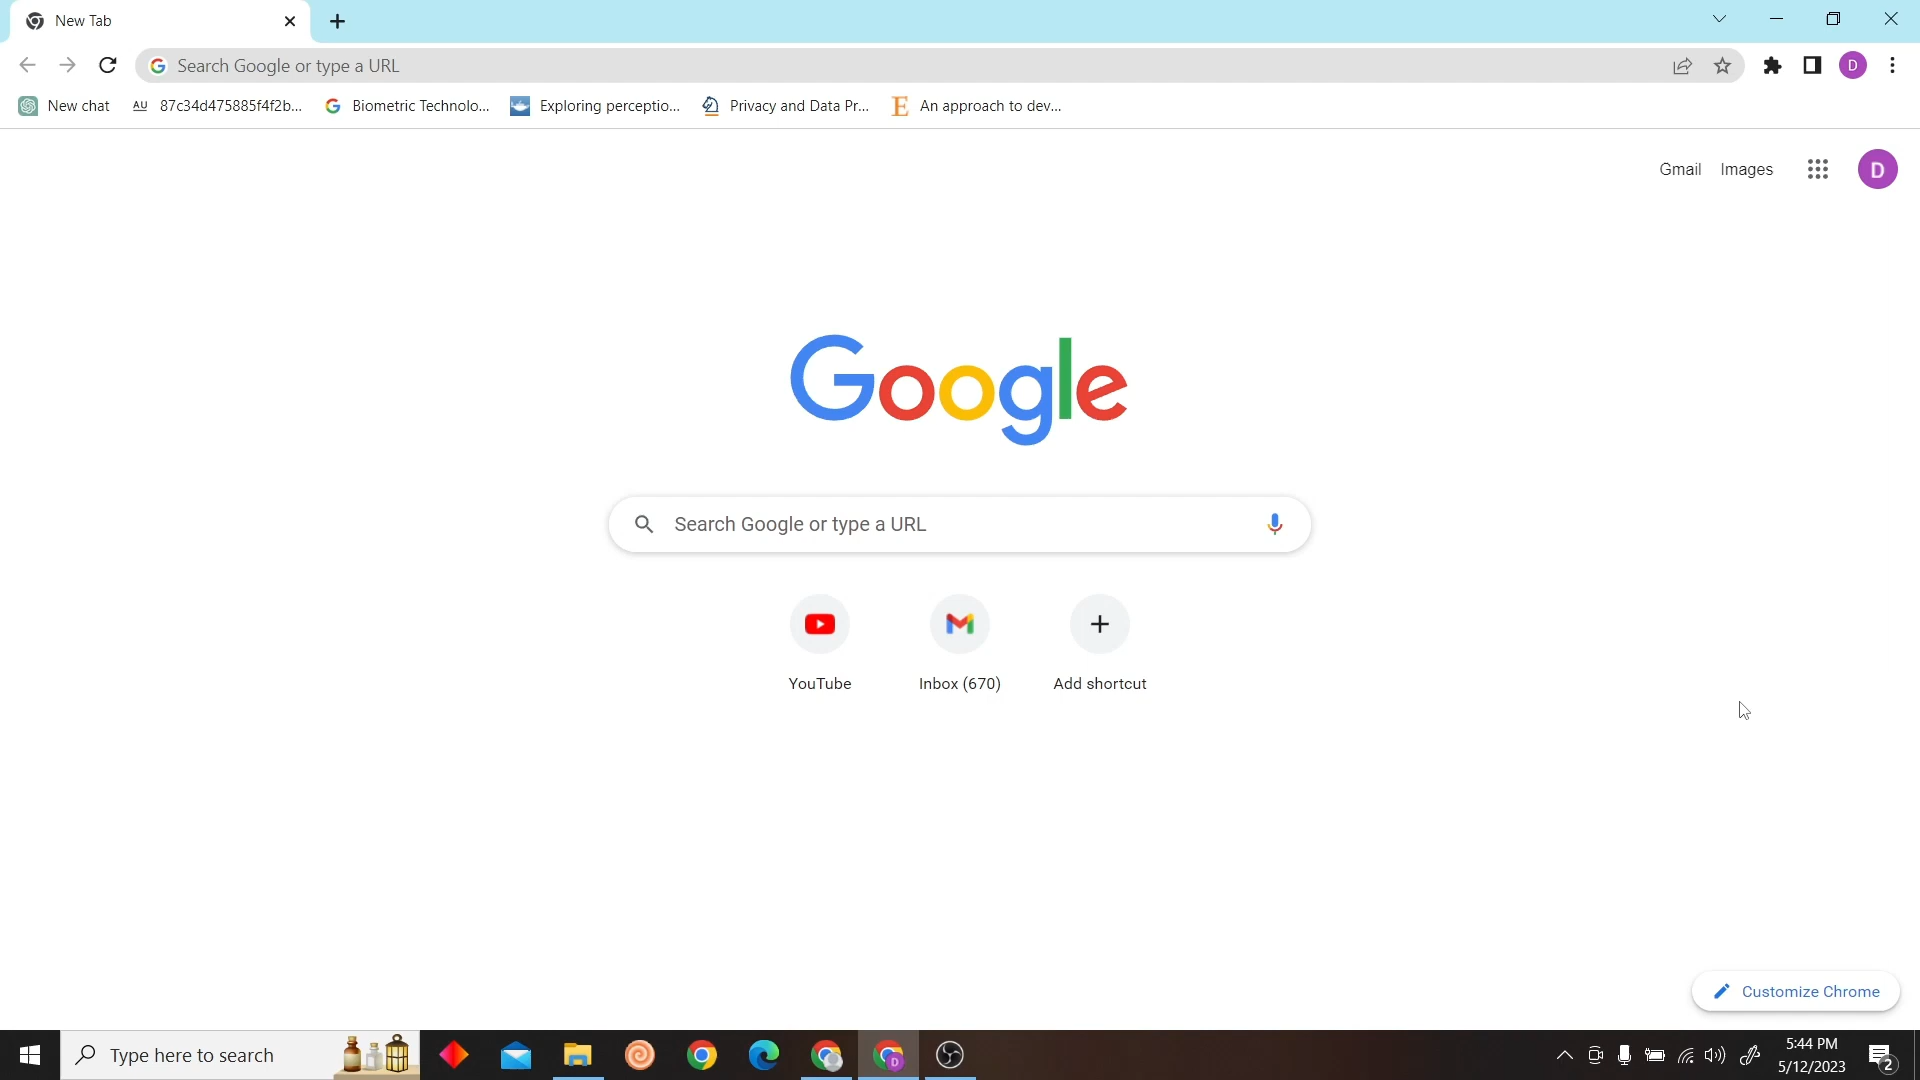 New Tab
Search Google or type a URL
New chat
AU 87c34d475885f4f2b...
Biometric Technolo...
Exploring perceptio...
Privacy and Data Pr...
E An approach to dev...
Gmail Images
D
D
Google
Search Google or type a URL
YouTube
Inbox (670)
Add shortcut
Customize Chrome
Type here to search
D
5:44 PM
5/12/2023
2